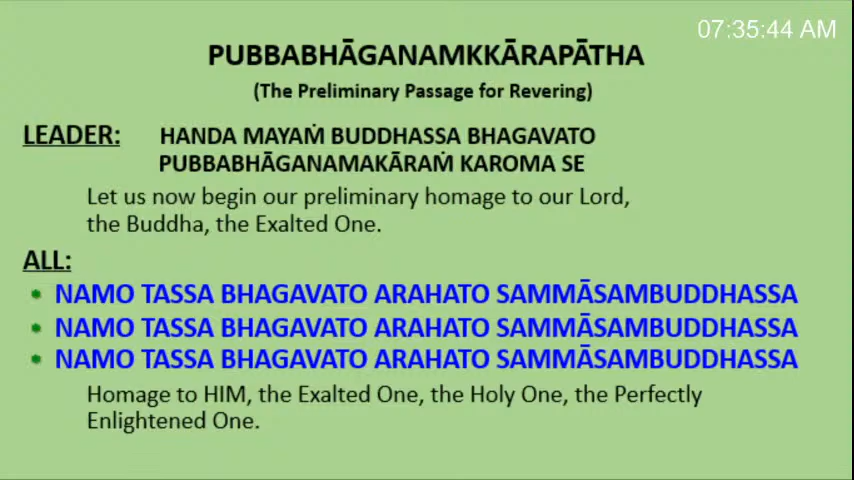 07:35:44 AM
PUBBABHĀGANAMKKĀRAPĀTHA
(The Preliminary Passage for Revering)
LEADER: HANDA MAYAṀ BUDDHASSA BHAGAVATO
PUBBABHĀGANAMAKĀRAṀ KAROMA SE
Let us now begin our preliminary homage to our Lord,
the Buddha, the Exalted One.
ALL:
• NAMO TASSA BHAGAVATO ARAHATO SAMMĀSAMBUDDHASSA
• NAMO TASSA BHAGAVATO ARAHATO SAMMĀSAMBUDDHASSA
• NAMO TASSA BHAGAVATO ARAHATO SAMMĀSAMBUDDHASSA
Homage to HIM, the Exalted One, the Holy One, the Perfectly
Enlightened One.